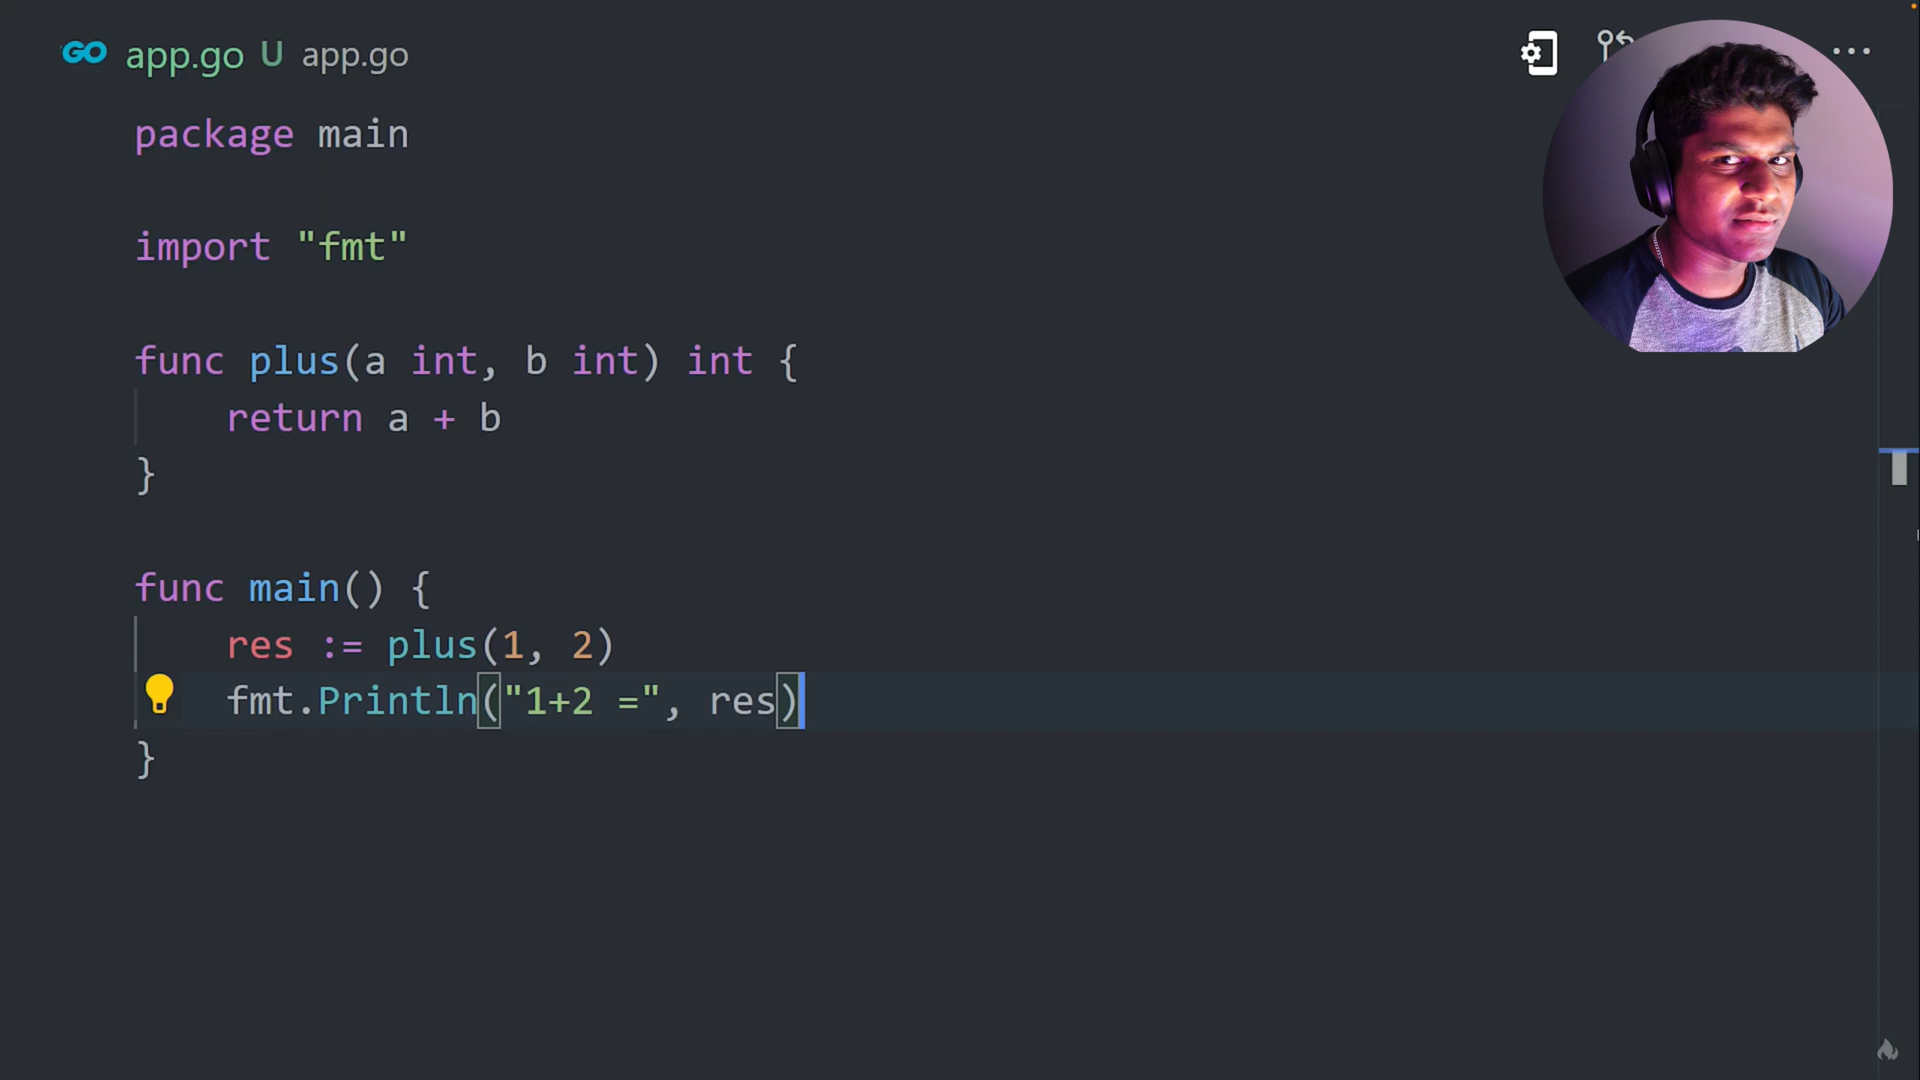 GO app.go U app.go
package main
import "fmt"
func plus(a int, b int) int {
return a + b
}
func main() {
res := plus(1, 2)
fmt.Println("1+2 =", res)
}